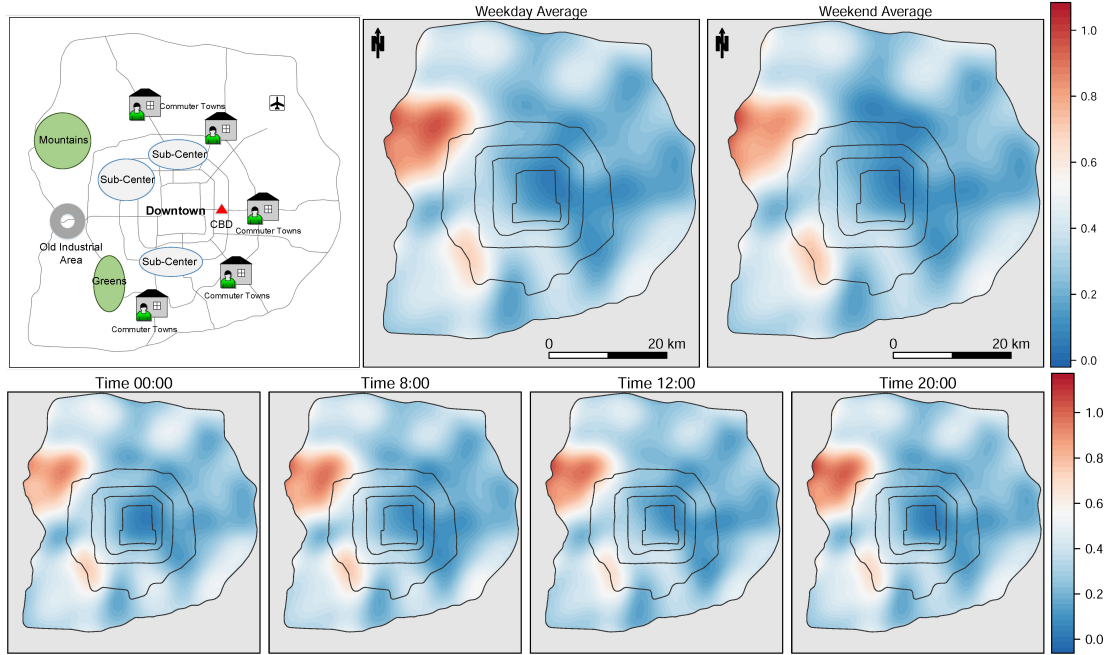 Weekday Average
Weekend Average
N
N
Commuter Towns
Mountains
Sub-Center
Sub-Center
Downtown
CBD
Commuter Towns
Old Industrial
Area
Sub-Center
Greens
Commuter Towns
Commuter Towns
0
20 km
0
20 km
1.0
0.8
0.6
0.4
0.2
0.0
Time 00:00
Time 8:00
Time 12:00
Time 20:00
1.0
0.8
0.6
0.4
0.2
0.0